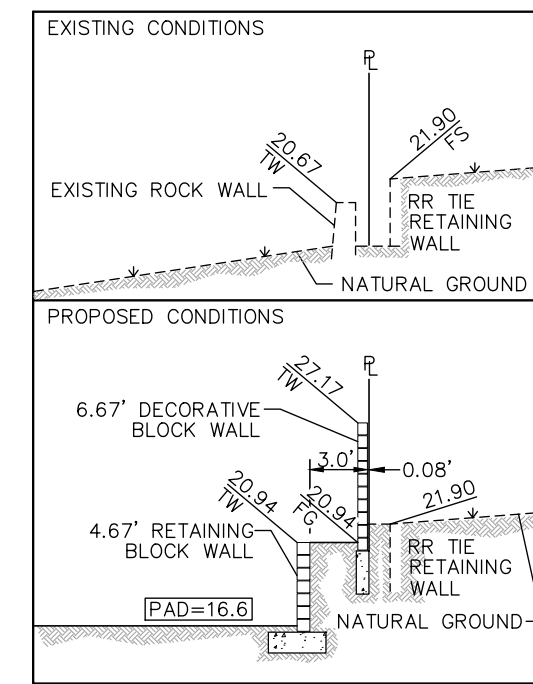 EXISTING CONDITIONS
PL
20.67
TW
21.90
FS
EXISTING ROCK WALL
RR TIE
RETAINING
WALL
NATURAL GROUND
PROPOSED CONDITIONS
PL
27.17
TW
6.67' DECORATIVE
BLOCK WALL
3.0'
0.08'
20.94
TW
20.94
FG
21.90
4.67' RETAINING
BLOCK WALL
RR TIE
RETAINING
WALL
PAD=16.6
NATURAL GROUND